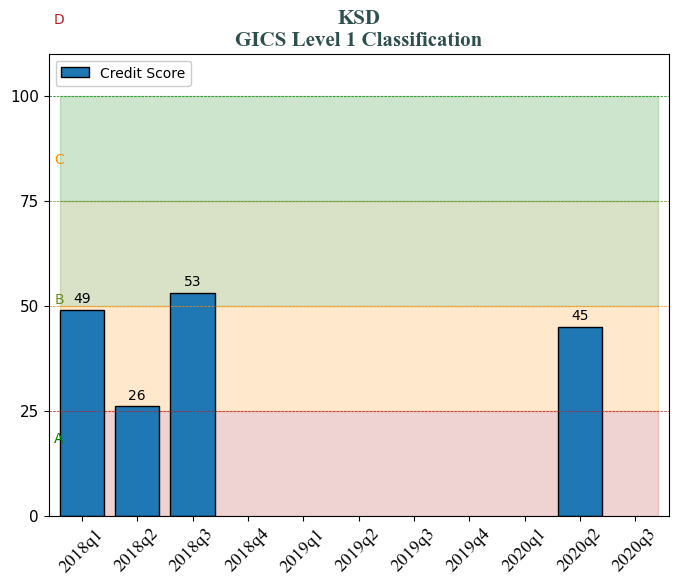 D
KSD
GICS Level 1 Classification
Credit Score
100
C
75
B
50
49
26
53
45
25
A
0
2018q1
2018q2
2018q3
2018q4
2019q1
2019q2
2019q3
2019q4
2020q1
2020q2
2020q3